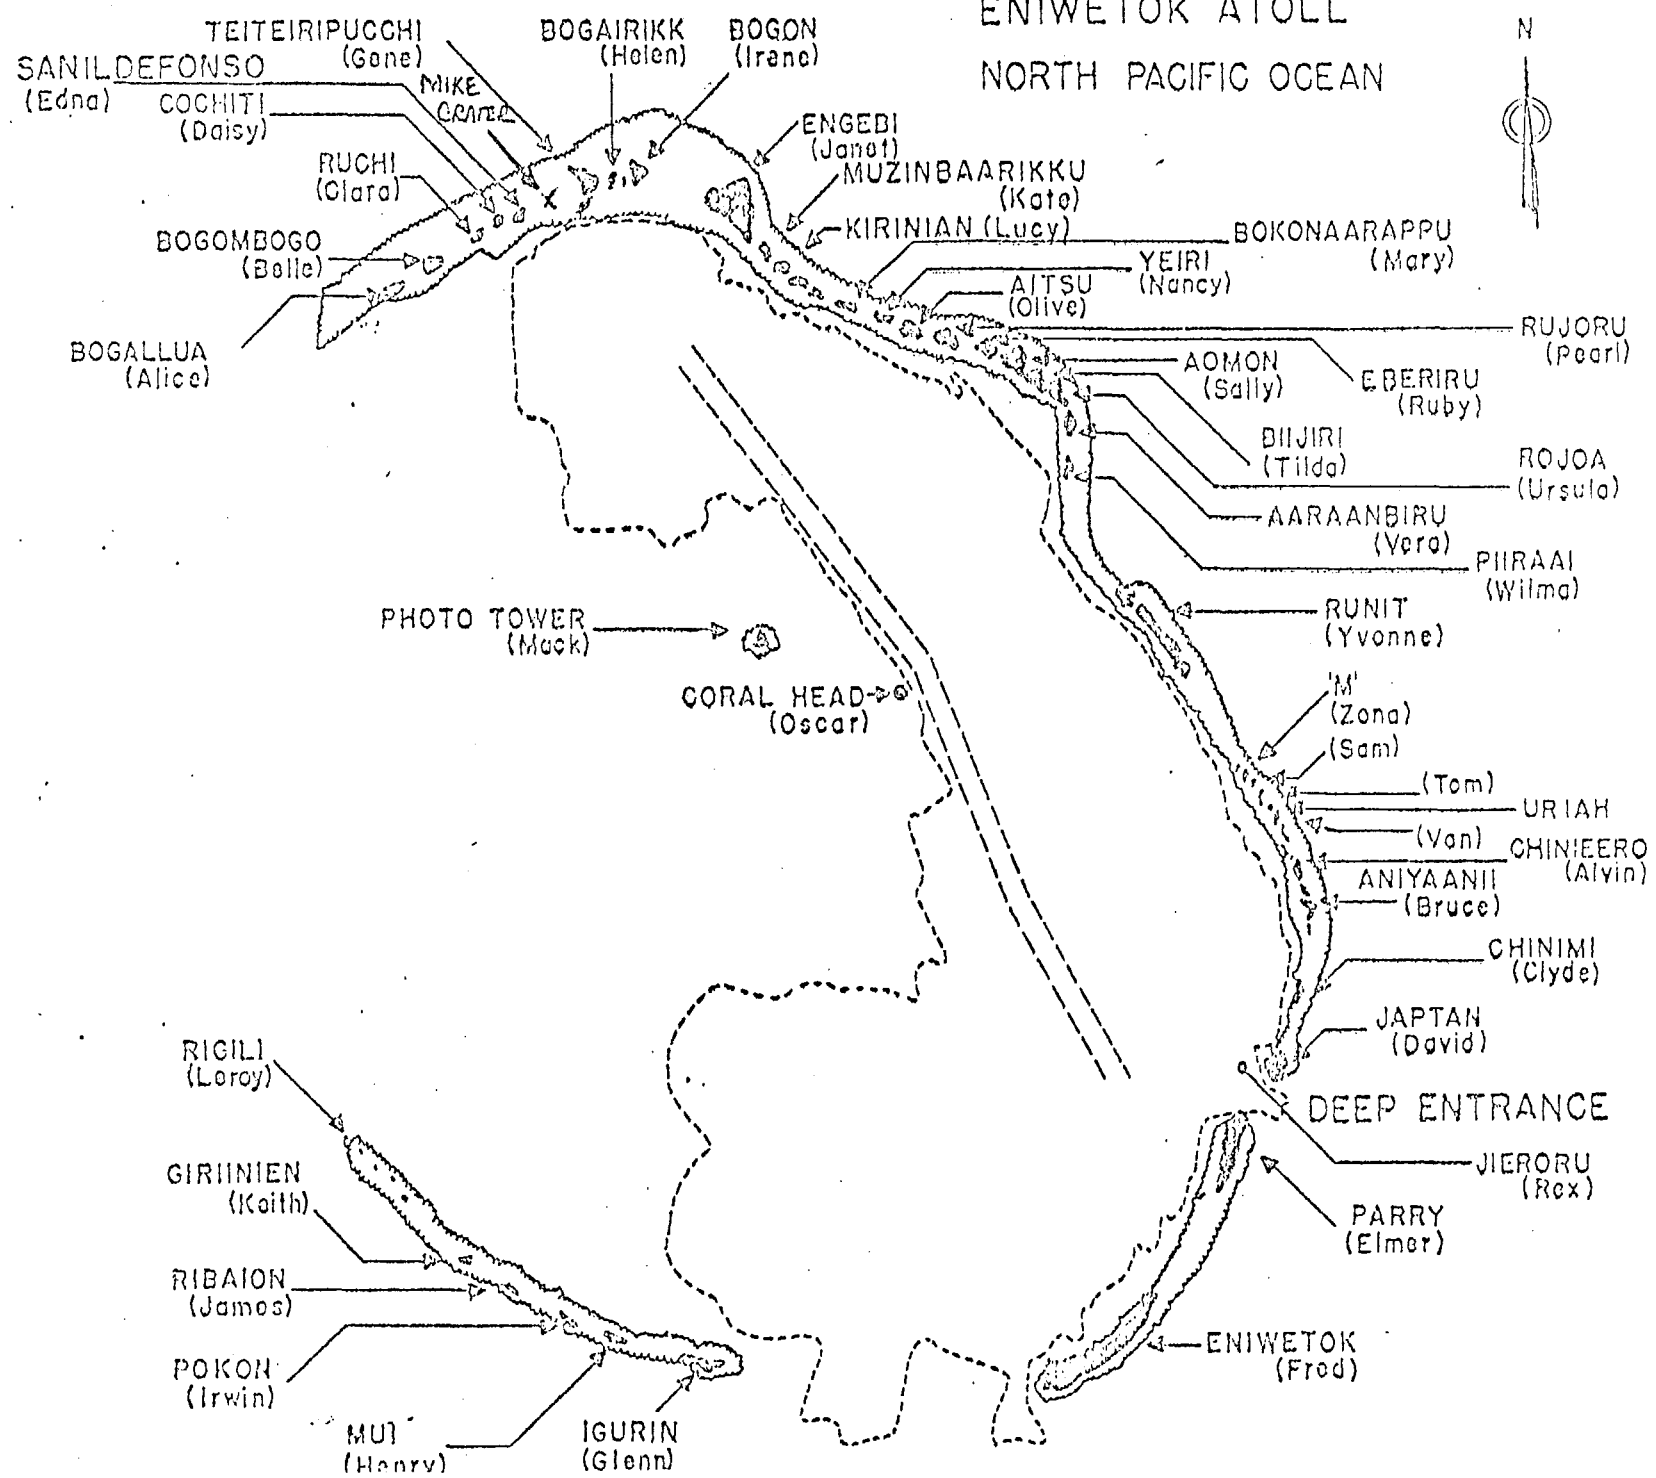 ENIWETOK ATOLL
NORTH PACIFIC OCEAN
N
TEITEIRIPUCCHI
(Gene)
BOGAIRIKK
(Helen)
BOGON
(Irene)
SANILDEFONSO
(Edna)
MIKE
CRATER
COCHITI
(Daisy)
ENGEBI
(Janet)
RUCHI
(Clara)
MUZINBAARIKKU
(Kate)
KIRINIAN (Lucy)
BOKONAARAPPU
(Mary)
BOGOMBOGO
(Belle)
YEIRI
(Nancy)
AITSU
(Olive)
RUJORU
(Pearl)
BOGALLUA
(Alice)
AOMON
(Sally)
EBERIRU
(Ruby)
BIIJIRI
(Tilda)
ROJOA
(Ursula)
AARAANBIRU
(Vera)
PIIRAAI
(Wilma)
PHOTO TOWER
(Mack)
RUNIT
(Yvonne)
CORAL HEAD
(Oscar)
'M'
(Zona)
(Sam)
(Tom)
URIAH
(Van)
CHINIEERO
(Alvin)
ANIYAANII
(Bruce)
CHINIMI
(Clyde)
JAPTAN
(David)
RIGILI
(Leroy)
DEEP ENTRANCE
GIRIINIEN
(Keith)
JIERORU
(Rex)
PARRY
(Elmer)
RIBAION
(James)
ENIWETOK
(Fred)
POKON
(Irwin)
MUI
(Henry)
IGURIN
(Glenn)